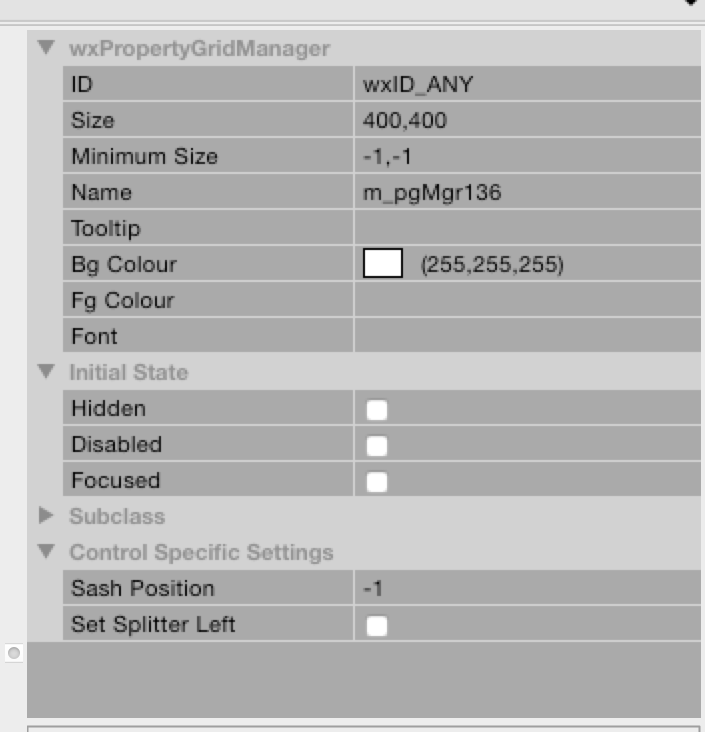 wxPropertyGridManager
ID wxID_ANY
Size 400,400
Minimum Size -1,-1
Name m_pgMgr136
Tooltip
Bg Colour (255,255,255)
Fg Colour
Font
Initial State
Hidden
Disabled
Focused
Subclass
Control Specific Settings
Sash Position -1
Set Splitter Left